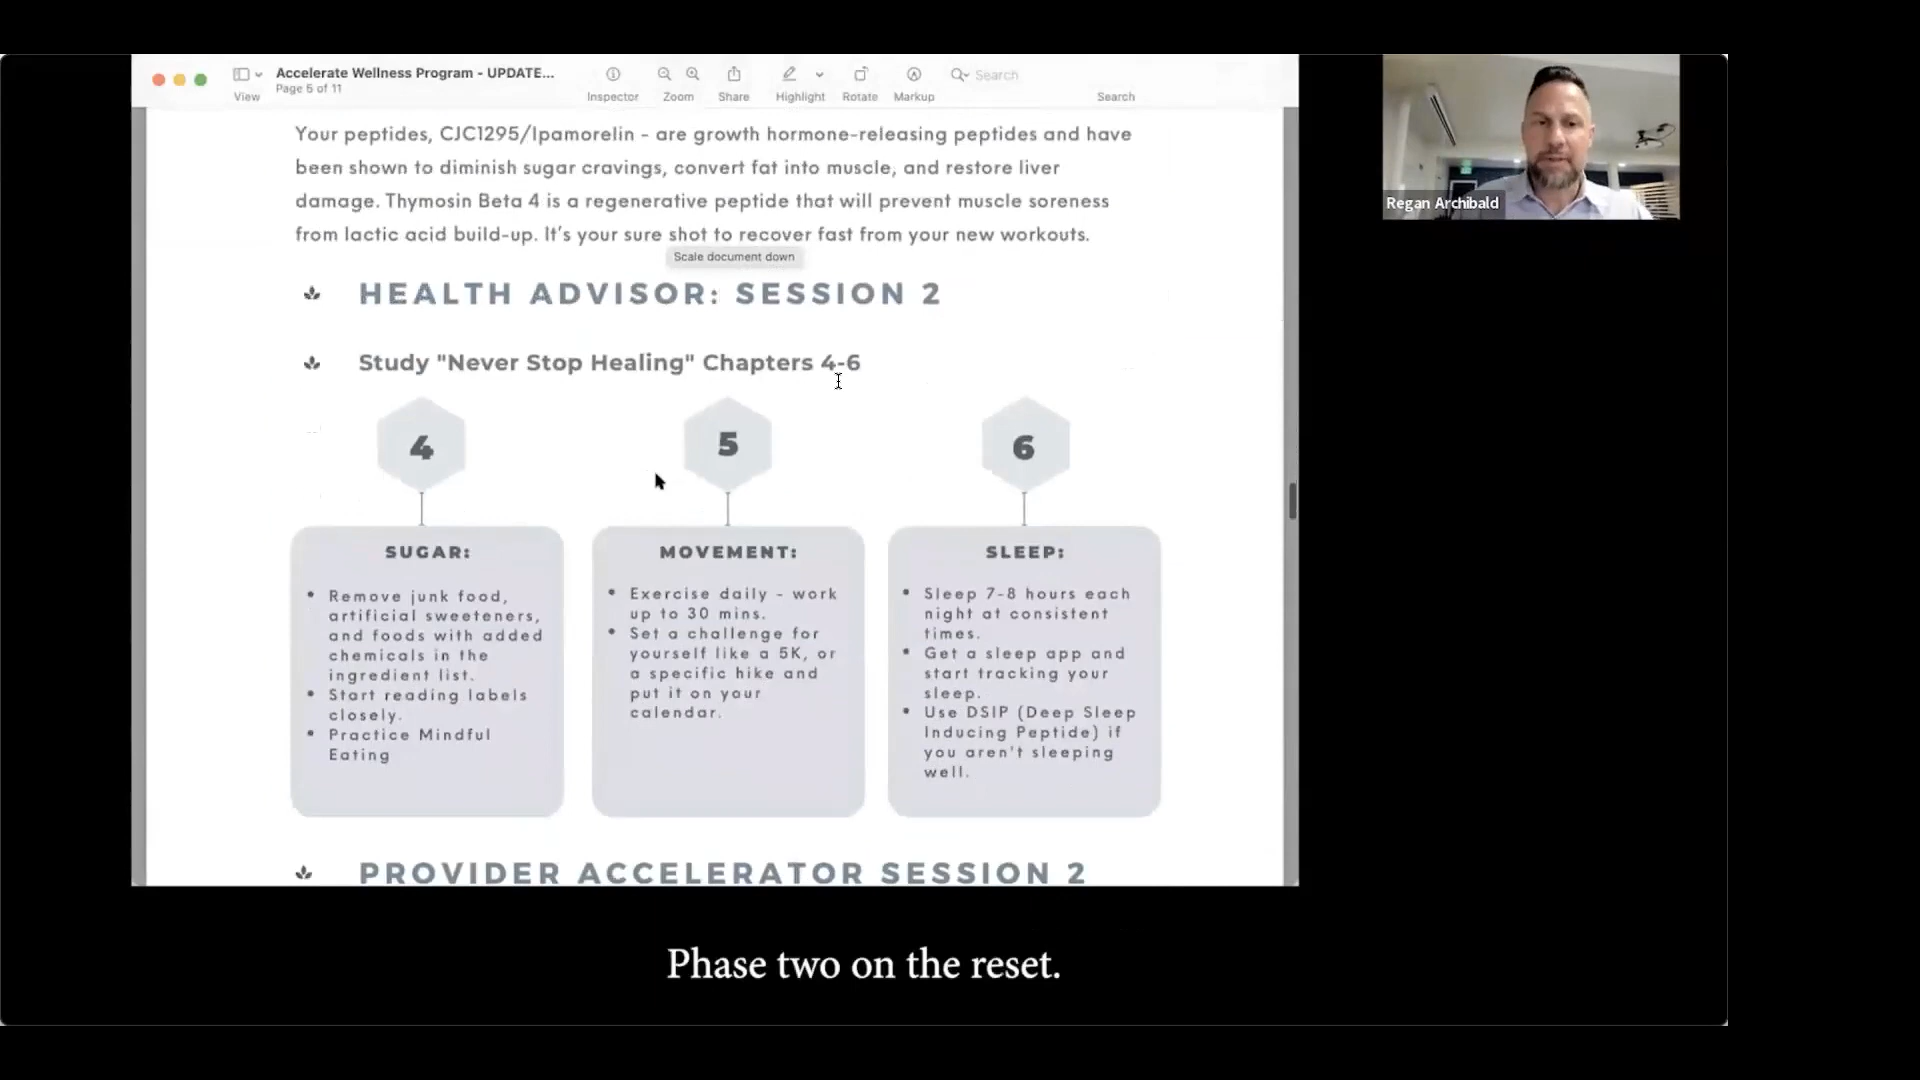 Accelerate Wellness Program - UPDATE...
Page 5 of 11
View
Inspector
Zoom
Share
Highlight
Rotate
Markup
Search
Search
Your peptides, CJC1295/Ipamorelin - are growth hormone-releasing peptides and have
been shown to diminish sugar cravings, convert fat into muscle, and restore liver
damage. Thymosin Beta 4 is a regenerative peptide that will prevent muscle soreness
from lactic acid build-up. It's your sure shot to recover fast from your new workouts.
Scale document down
HEALTH ADVISOR: SESSION 2
Study "Never Stop Healing" Chapters 4-6
4
SUGAR:
• Remove junk food,
artificial sweeteners,
and foods with added
chemicals in the
ingredient list.
• Start reading labels
closely.
• Practice Mindful
Eating
5
MOVEMENT:
• Exercise daily - work
up to 30 mins.
• Set a challenge for
yourself like a 5K, or
a specific hike and
put it on your
calendar.
6
SLEEP:
• Sleep 7-8 hours each
night at consistent
times.
• Get a sleep app and
start tracking your
sleep.
• Use DSIP (Deep Sleep
Inducing Peptide) if
you aren't sleeping
well.
PROVIDER ACCELERATOR SESSION 2
Regan Archibald
Phase two on the reset.